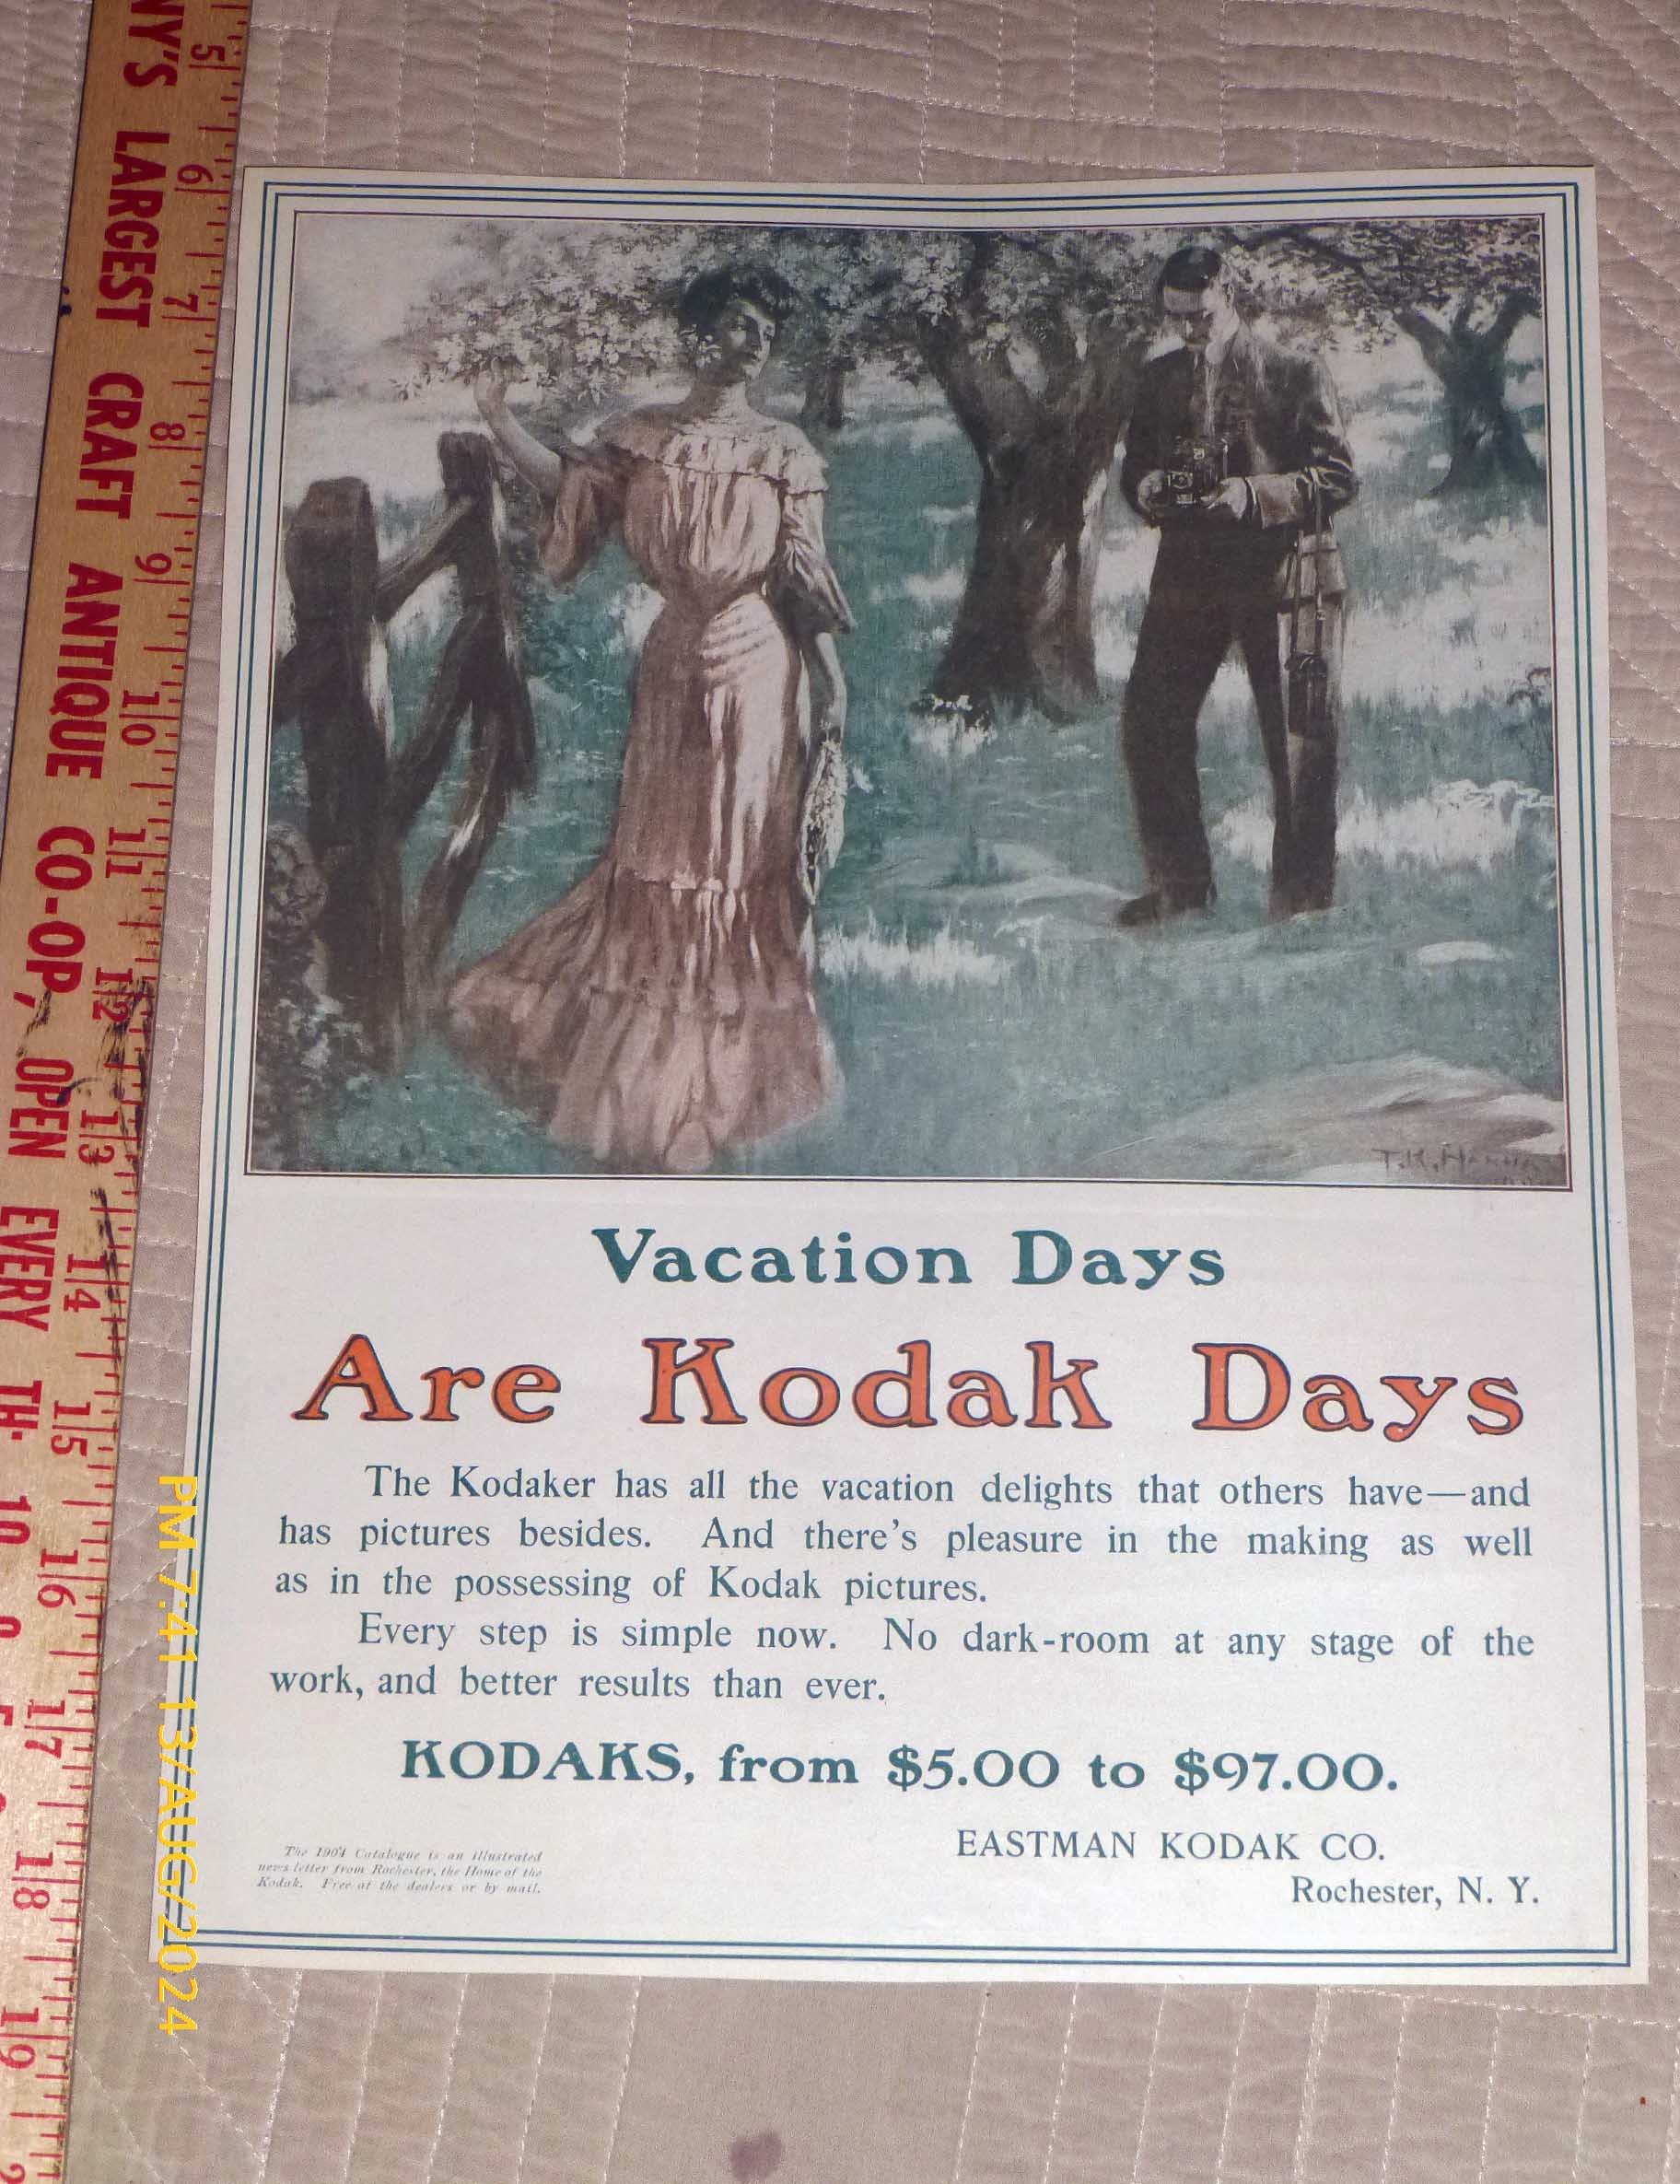 NY'S LARGEST CRAFT ANTIQUE CO-OP, OPEN EVERY TH. 10
5 6 7 8 9 10 11 12 13 14 15 16 17 18 19
T.K. Hanna
Vacation Days
Are Kodak Days
The Kodaker has all the vacation delights that others have—and
has pictures besides. And there's pleasure in the making as well
as in the possessing of Kodak pictures.
Every step is simple now. No dark-room at any stage of the
work, and better results than ever.
KODAKS, from $5.00 to $97.00.
EASTMAN KODAK CO.
Rochester, N. Y.
The 1904 Catalogue is an illustrated
news letter from Rochester, the Home of the
Kodak. Free at the dealers or by mail.
PM 7:41 13/AUG/2024